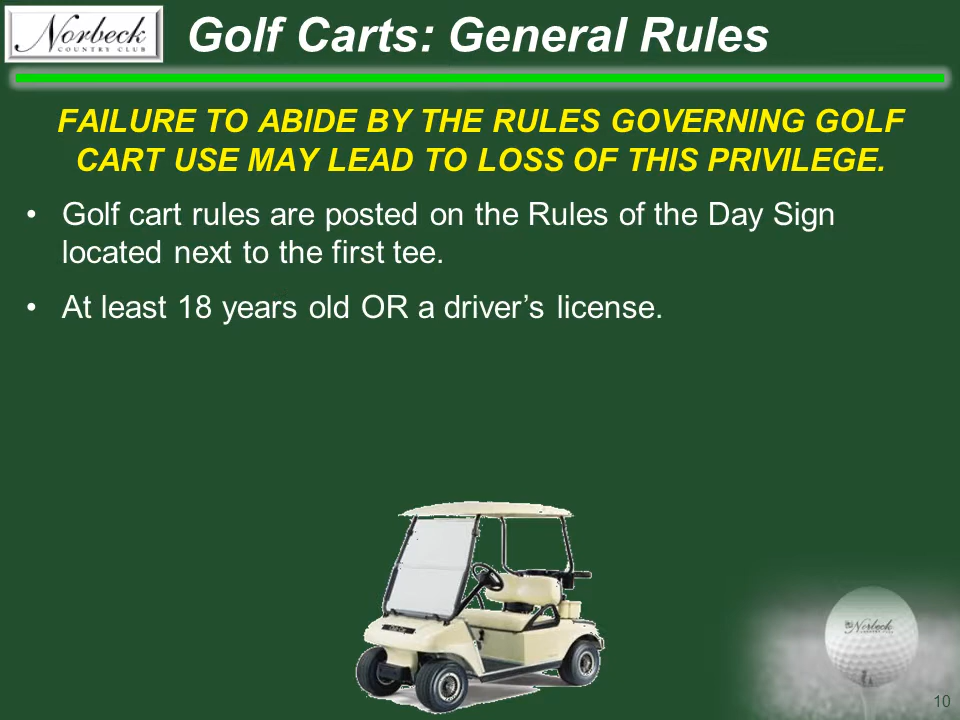 Norbeck
COUNTRY CLUB
Golf Carts: General Rules
FAILURE TO ABIDE BY THE RULES GOVERNING GOLF
CART USE MAY LEAD TO LOSS OF THIS PRIVILEGE.
• Golf cart rules are posted on the Rules of the Day Sign
located next to the first tee.
• At least 18 years old OR a driver’s license.
Norbeck
10